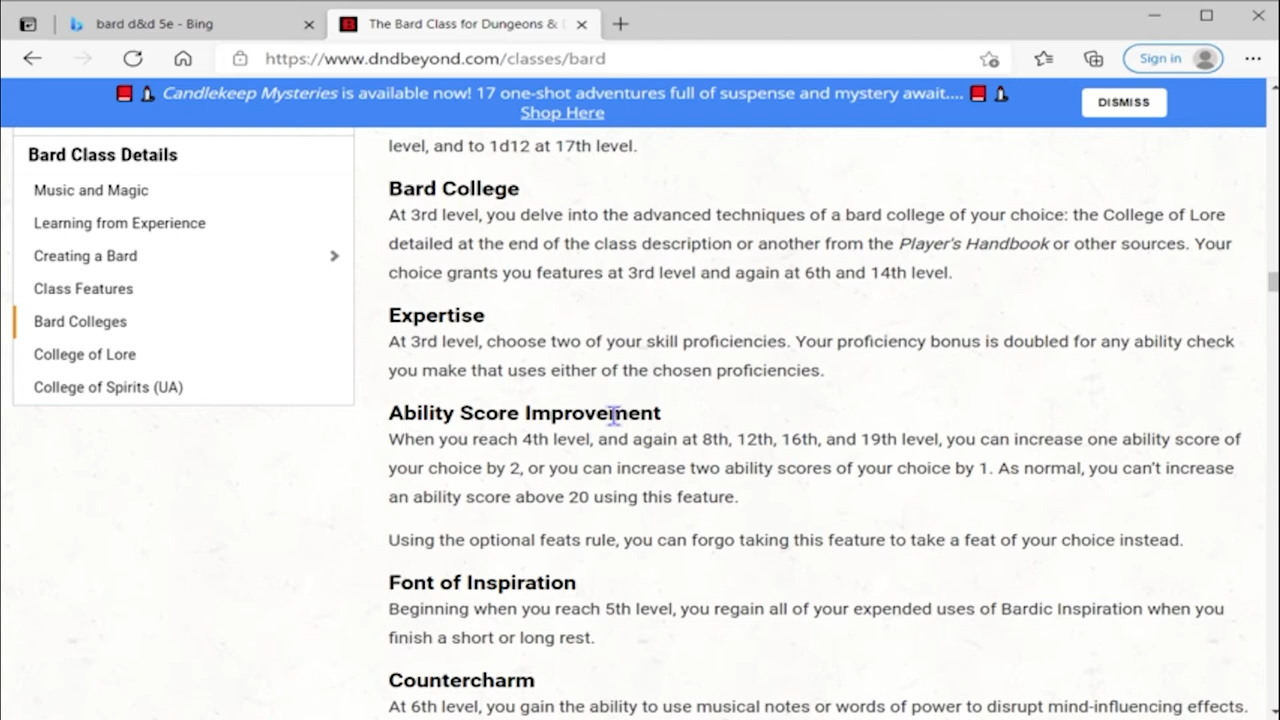 bard d&d 5e - Bing
The Bard Class for Dungeons &
https://www.dndbeyond.com/classes/bard
Sign in
Candlekeep Mysteries is available now! 17 one-shot adventures full of suspense and mystery await....
Shop Here
DISMISS
Bard Class Details
Music and Magic
Learning from Experience
Creating a Bard
Class Features
Bard Colleges
College of Lore
College of Spirits (UA)
level, and to 1d12 at 17th level.
Bard College
At 3rd level, you delve into the advanced techniques of a bard college of your choice: the College of Lore
detailed at the end of the class description or another from the Player's Handbook or other sources. Your
choice grants you features at 3rd level and again at 6th and 14th level.
Expertise
At 3rd level, choose two of your skill proficiencies. Your proficiency bonus is doubled for any ability check
you make that uses either of the chosen proficiencies.
Ability Score Improvement
When you reach 4th level, and again at 8th, 12th, 16th, and 19th level, you can increase one ability score of
your choice by 2, or you can increase two ability scores of your choice by 1. As normal, you can't increase
an ability score above 20 using this feature.
Using the optional feats rule, you can forgo taking this feature to take a feat of your choice instead.
Font of Inspiration
Beginning when you reach 5th level, you regain all of your expended uses of Bardic Inspiration when you
finish a short or long rest.
Countercharm
At 6th level, you gain the ability to use musical notes or words of power to disrupt mind-influencing effects.